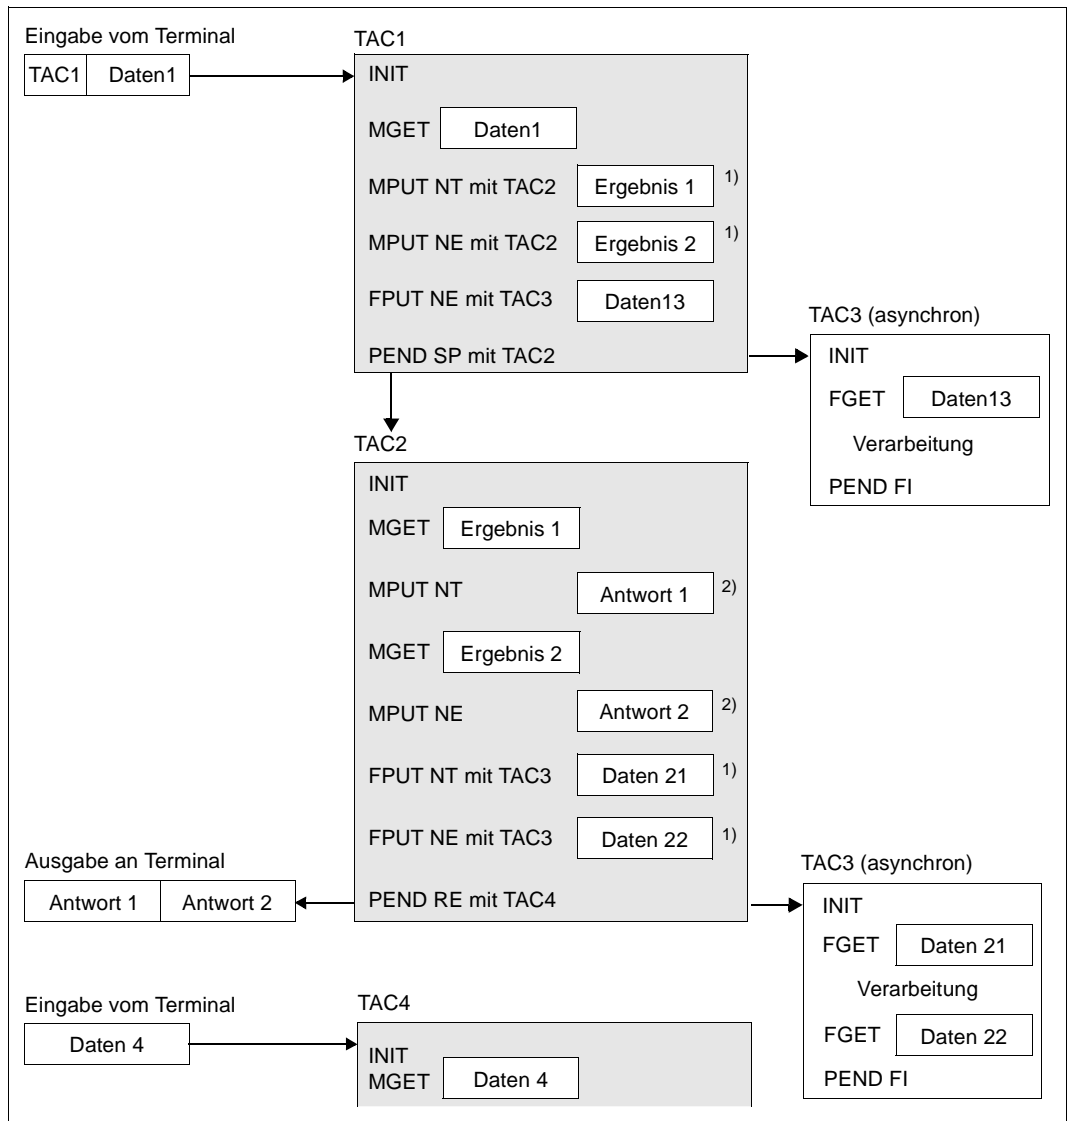 Eingabe vom Terminal
TAC1 Daten1
TAC1
INIT
MGET Daten1
MPUT NT mit TAC2 Ergebnis 1 1)
MPUT NE mit TAC2 Ergebnis 2 1)
FPUT NE mit TAC3 Daten13
PEND SP mit TAC2
TAC3 (asynchron)
INIT
FGET Daten13
Verarbeitung
PEND FI
TAC2
INIT
MGET Ergebnis 1
MPUT NT Antwort 1 2)
MGET Ergebnis 2
MPUT NE Antwort 2 2)
FPUT NT mit TAC3 Daten 21 1)
FPUT NE mit TAC3 Daten 22 1)
PEND RE mit TAC4
Ausgabe an Terminal
Antwort 1 Antwort 2
TAC3 (asynchron)
INIT
FGET Daten 21
Verarbeitung
FGET Daten 22
PEND FI
Eingabe vom Terminal
Daten 4
TAC4
INIT
MGET Daten 4